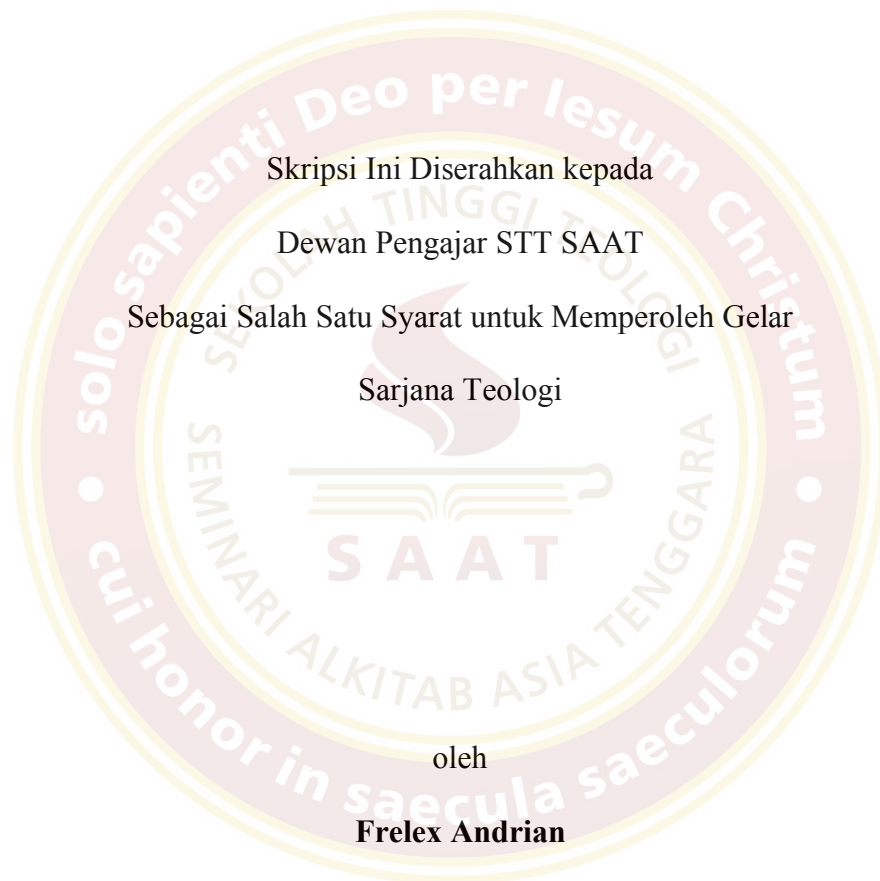 solo sapienti Deo per Iesum Christum
SEKOLAH TINGGI TEOLOGI
Skripsi Ini Diserahkan kepada
Dewan Pengajar STT SAAT
Sebagai Salah Satu Syarat untuk Memperoleh Gelar
Sarjana Teologi
SAAT
SEMINARI ALKITAB ASIA TENGGARA
cui honor in saecula saeculorum
oleh
Frelex Andrian